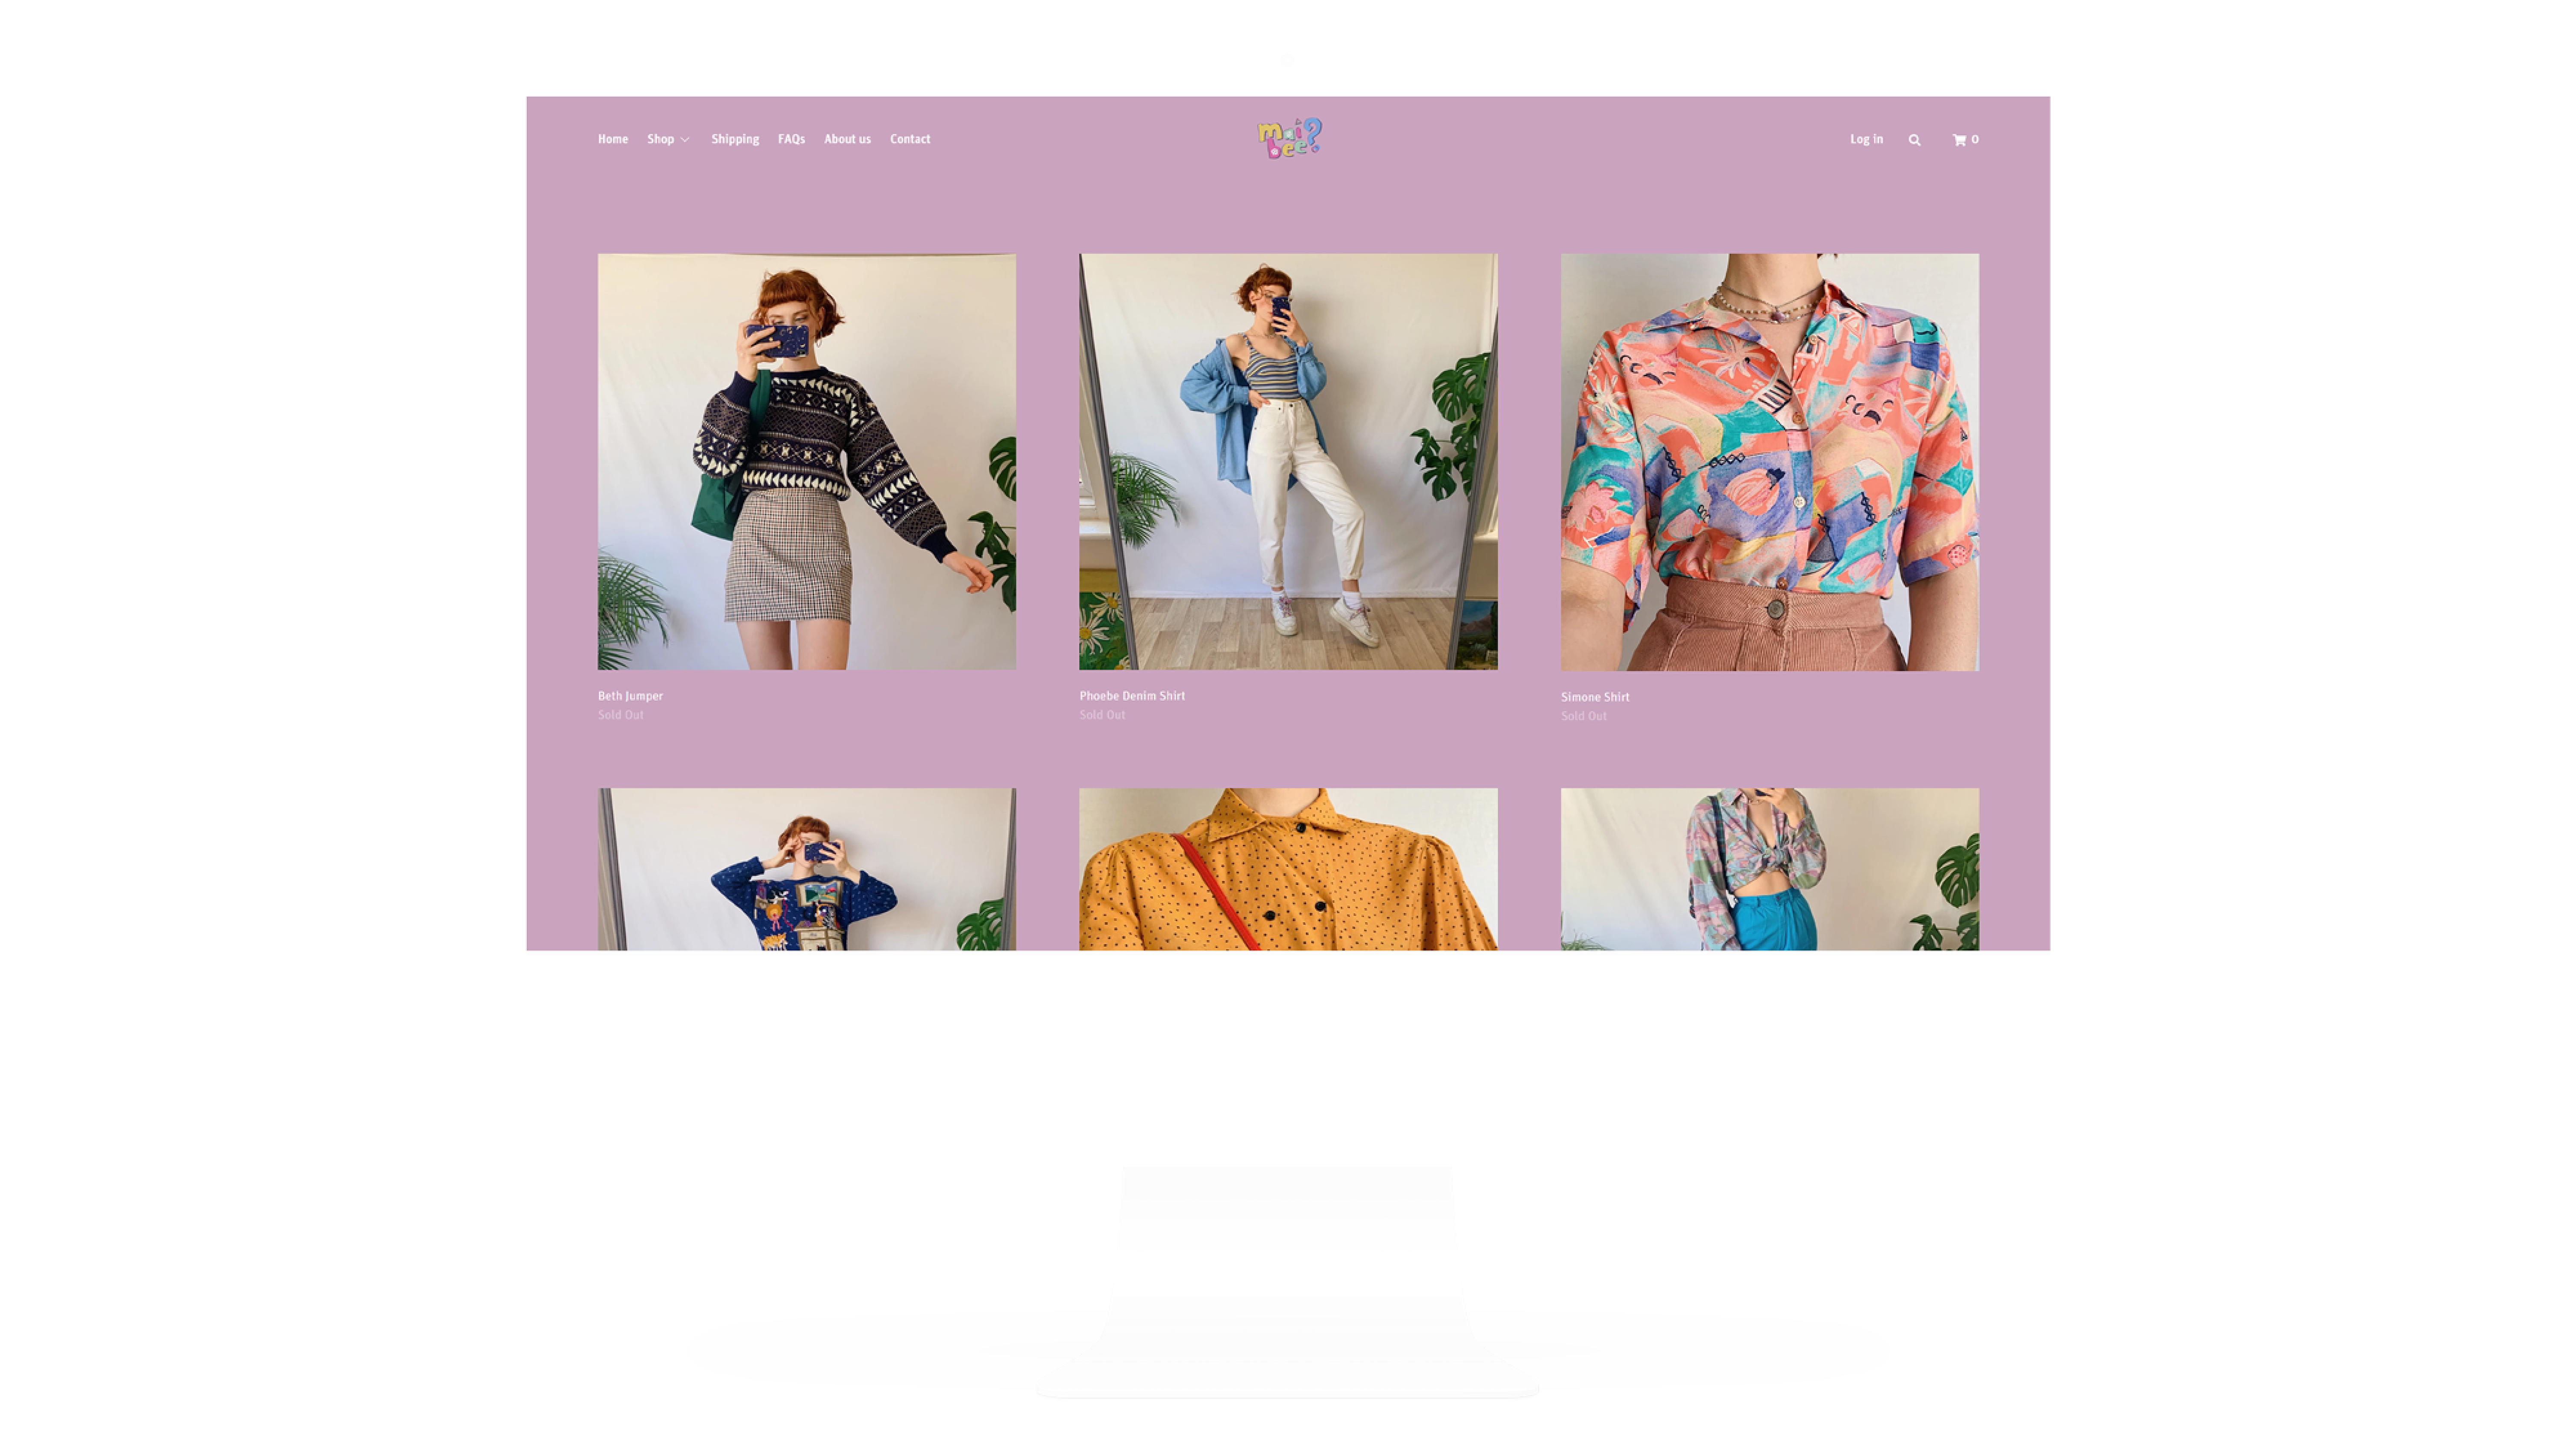 Home Shop Shipping FAQs About us Contact
mai bee?
Log in 0
Beth Jumper
Sold Out
Phoebe Denim Shirt
Sold Out
Simone Shirt
Sold Out